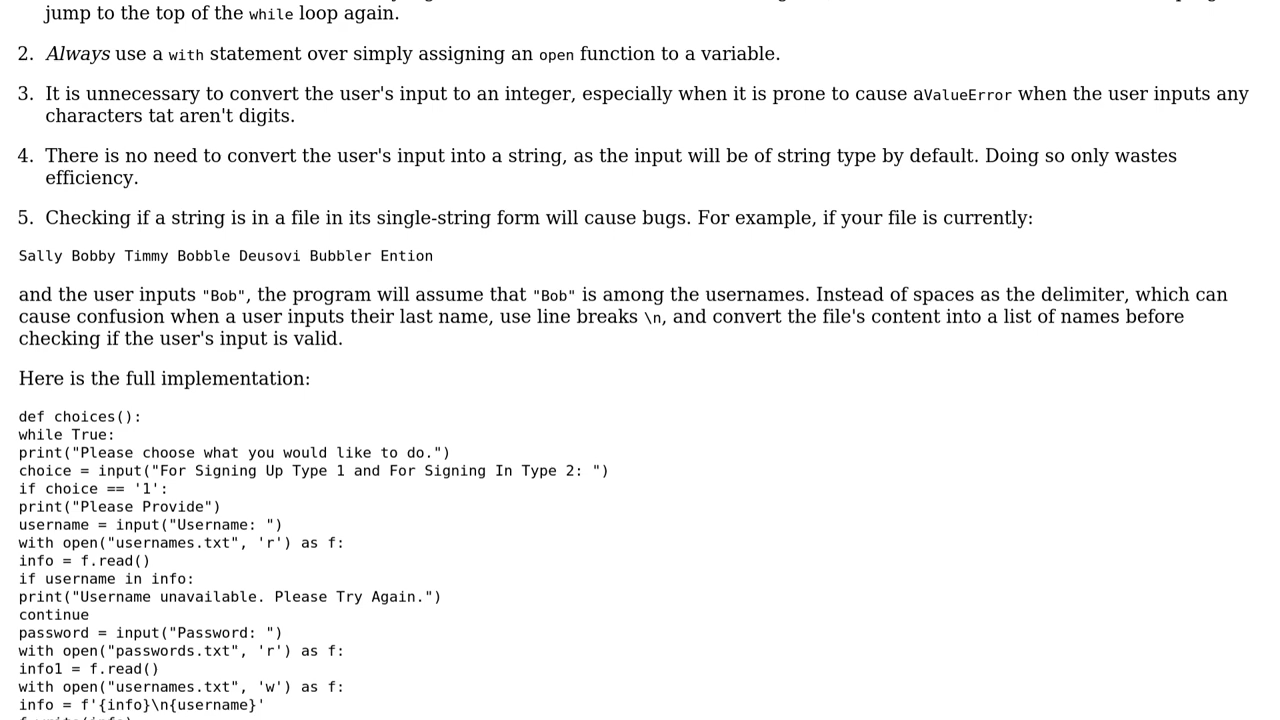 jump to the top of the while loop again.
2. Always use a with statement over simply assigning an open function to a variable.
3. It is unnecessary to convert the user's input to an integer, especially when it is prone to cause aValueError when the user inputs any
characters tat aren't digits.
4. There is no need to convert the user's input into a string, as the input will be of string type by default. Doing so only wastes
efficiency.
5. Checking if a string is in a file in its single-string form will cause bugs. For example, if your file is currently:
Sally Bobby Timmy Bobble Deusovi Bubbler Ention
and the user inputs "Bob", the program will assume that "Bob" is among the usernames. Instead of spaces as the delimiter, which can
cause confusion when a user inputs their last name, use line breaks \n, and convert the file's content into a list of names before
checking if the user's input is valid.
Here is the full implementation:
def choices():
while True:
print("Please choose what you would like to do.")
choice = input("For Signing Up Type 1 and For Signing In Type 2: ")
if choice == '1':
print("Please Provide")
username = input("Username: ")
with open("usernames.txt", 'r') as f:
info = f.read()
if username in info:
print("Username unavailable. Please Try Again.")
continue
password = input("Password: ")
with open("passwords.txt", 'r') as f:
info1 = f.read()
with open("usernames.txt", 'w') as f:
info = f'{info}\n{username}'